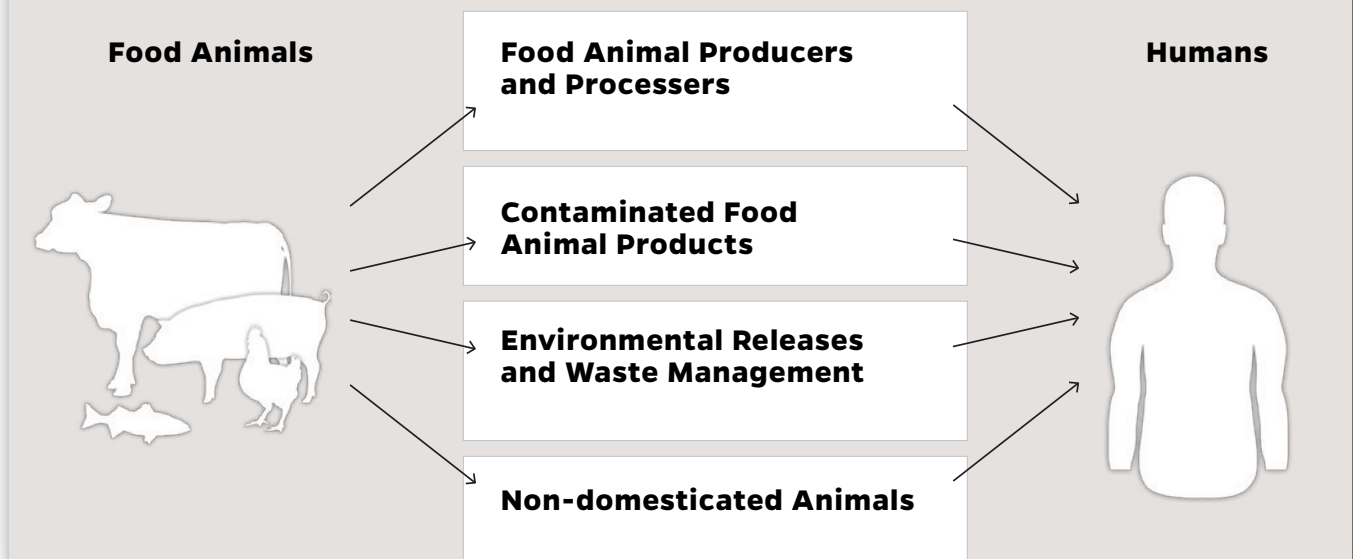 Food Animals
Food Animal Producers
and Processers
Humans
Contaminated Food
Animal Products
Environmental Releases
and Waste Management
Non-domesticated Animals